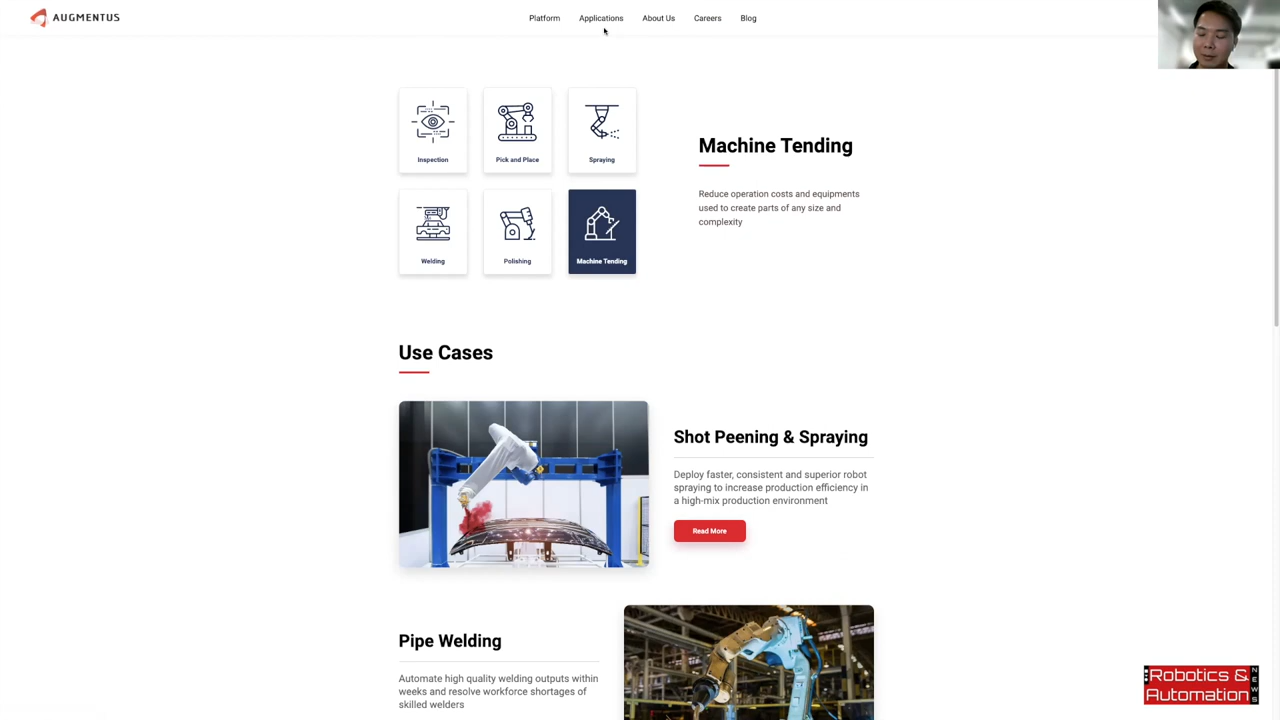 AUGMENTUS
Platform Applications About Us Careers Blog
Inspection
Pick and Place
Spraying
Welding
Polishing
Machine Tending
Machine Tending
Reduce operation costs and equipments
used to create parts of any size and
complexity
Use Cases
Shot Peening & Spraying
Deploy faster, consistent and superior robot
spraying to increase production efficiency in
a high-mix production environment
Read More
Pipe Welding
Automate high quality welding outputs within
weeks and resolve workforce shortages of
skilled welders
Robotics &
Automation
NEWS